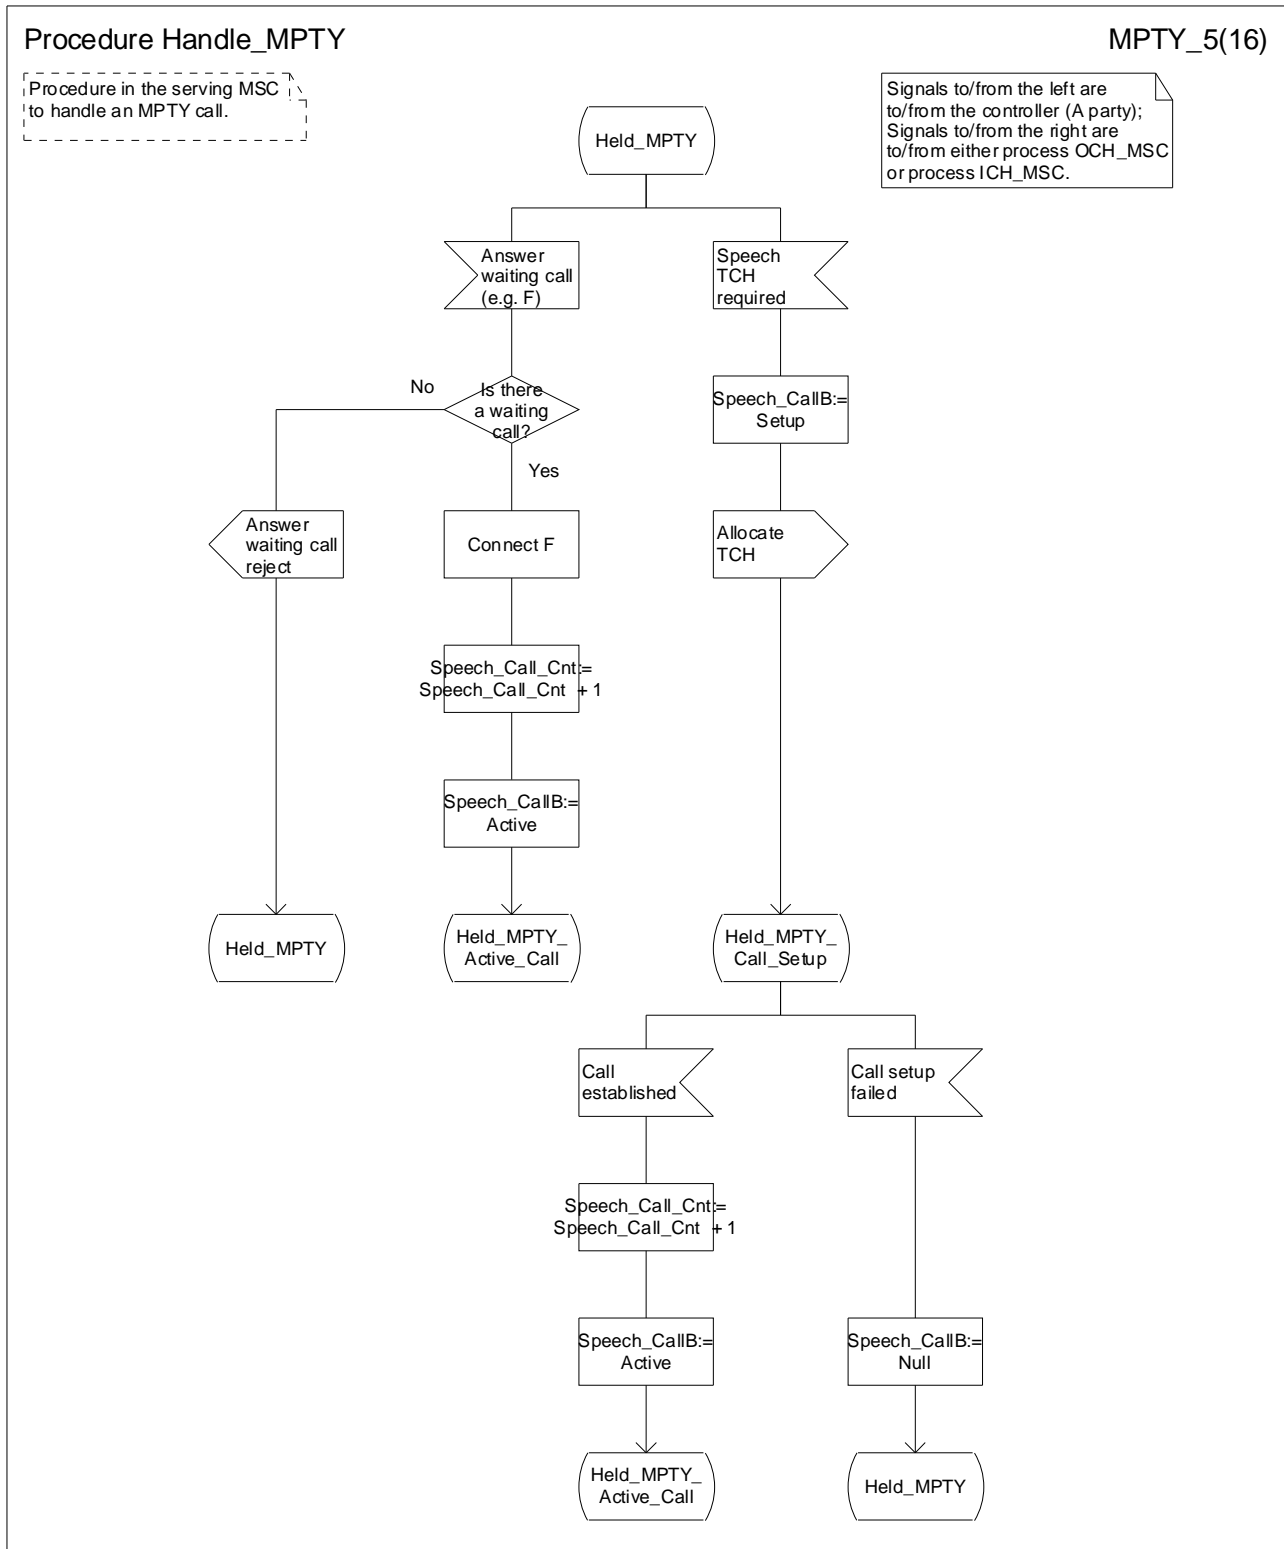 Procedure Handle_MPTY
MPTY_5(16)
Procedure in the serving MSC
to handle an MPTY call.
Signals to/from the left are
to/from the controller (A party);
Signals to/from the right are
to/from either process OCH_MSC
or process ICH_MSC.
Held_MPTY
Answer
waiting call
(e.g. F)
Speech
TCH
required
No
Is there
a waiting
call?
Yes
Speech_CallB:=
Setup
Answer
waiting call
reject
Connect F
Allocate
TCH
Speech_Call_Cnt:=
Speech_Call_Cnt + 1
Speech_CallB:=
Active
Held_MPTY
Held_MPTY_
Active_Call
Held_MPTY_
Call_Setup
Call
established
Call setup
failed
Speech_Call_Cnt:=
Speech_Call_Cnt + 1
Speech_CallB:=
Active
Speech_CallB:=
Null
Held_MPTY_
Active_Call
Held_MPTY